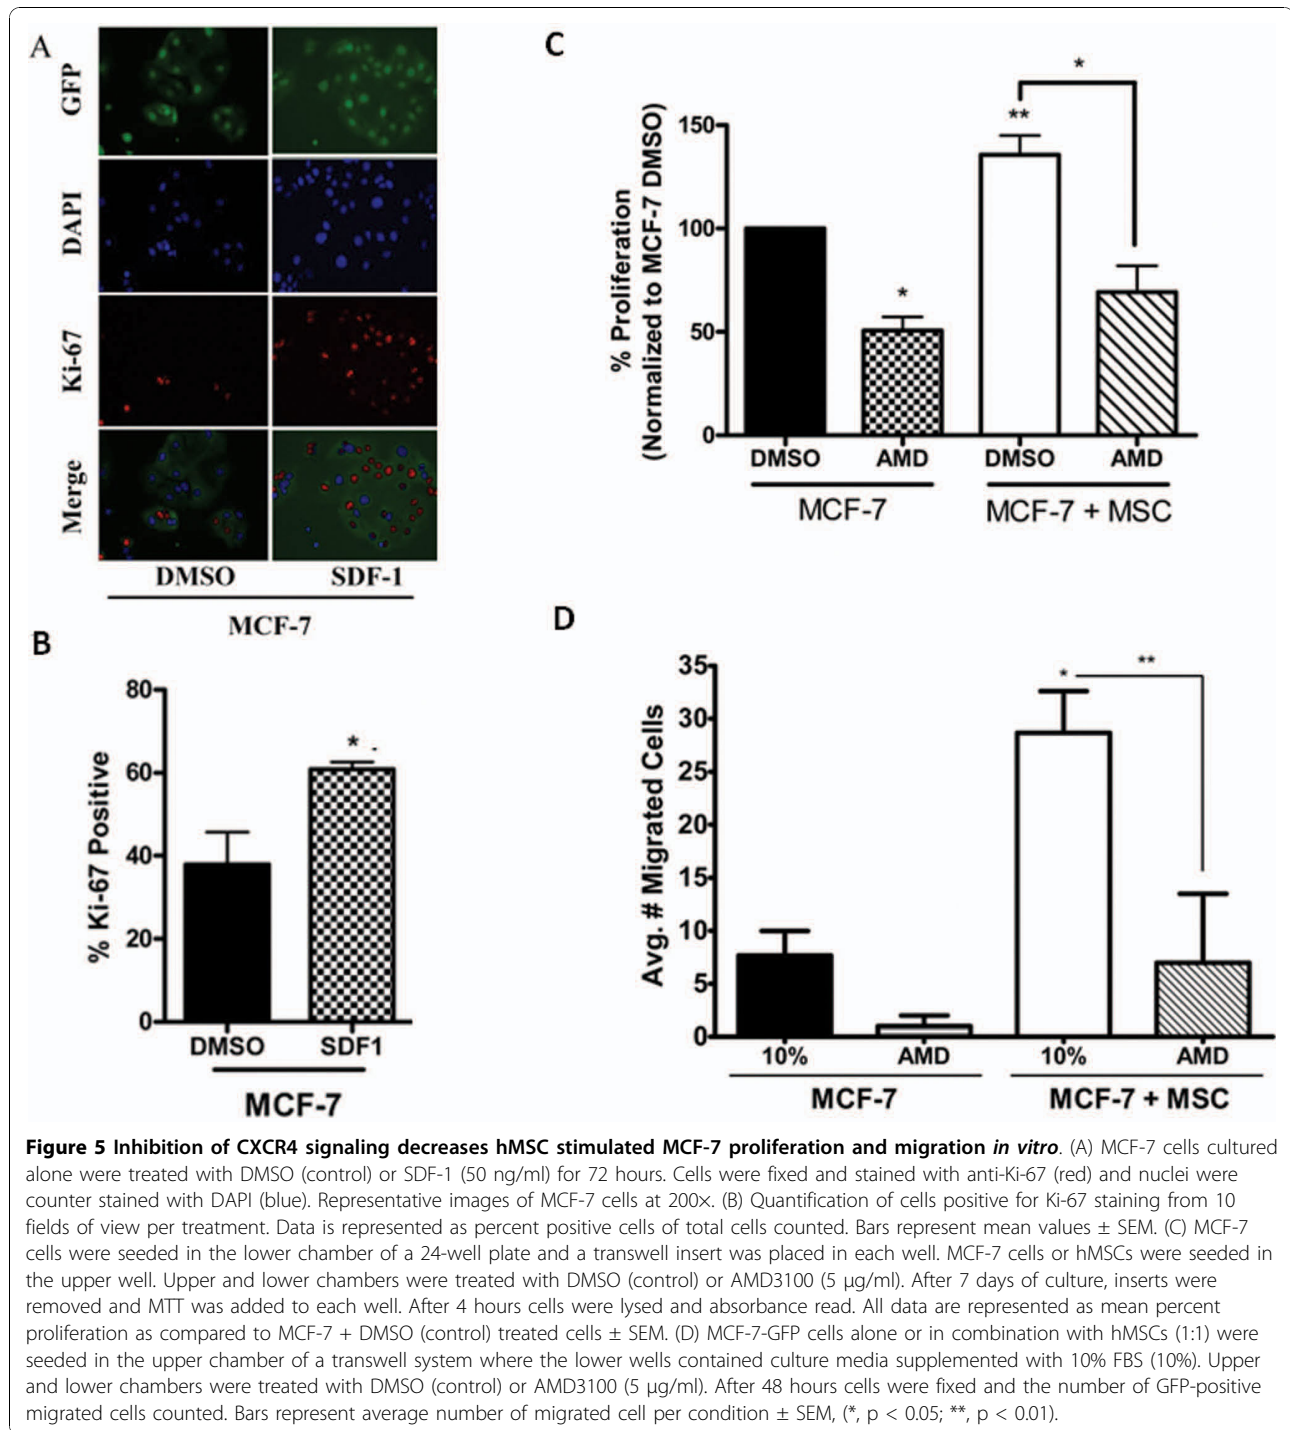 A
GFP
DAPI
Ki-67
Merge
DMSO SDF-1
MCF-7
B
% Ki-67 Positive
80
60
40
20
0
* -
DMSO SDF1
MCF-7
C
% Proliferation
(Normalized to MCF-7 DMSO)
150
100
50
0
*
**
*
DMSO AMD DMSO AMD
MCF-7 MCF-7 + MSC
D
Avg. # Migrated Cells
35
30
25
20
15
10
5
0
* **
10% AMD 10% AMD
MCF-7 MCF-7 + MSC
Figure 5 Inhibition of CXCR4 signaling decreases hMSC stimulated MCF-7 proliferation and migration in vitro. (A) MCF-7 cells cultured
alone were treated with DMSO (control) or SDF-1 (50 ng/ml) for 72 hours. Cells were fixed and stained with anti-Ki-67 (red) and nuclei were
counter stained with DAPI (blue). Representative images of MCF-7 cells at 200×. (B) Quantification of cells positive for Ki-67 staining from 10
fields of view per treatment. Data is represented as percent positive cells of total cells counted. Bars represent mean values ± SEM. (C) MCF-7
cells were seeded in the lower chamber of a 24-well plate and a transwell insert was placed in each well. MCF-7 cells or hMSCs were seeded in
the upper well. Upper and lower chambers were treated with DMSO (control) or AMD3100 (5 μg/ml). After 7 days of culture, inserts were
removed and MTT was added to each well. After 4 hours cells were lysed and absorbance read. All data are represented as mean percent
proliferation as compared to MCF-7 + DMSO (control) treated cells ± SEM. (D) MCF-7-GFP cells alone or in combination with hMSCs (1:1) were
seeded in the upper chamber of a transwell system where the lower wells contained culture media supplemented with 10% FBS (10%). Upper
and lower chambers were treated with DMSO (control) or AMD3100 (5 μg/ml). After 48 hours cells were fixed and the number of GFP-positive
migrated cells counted. Bars represent average number of migrated cell per condition ± SEM, (*, p < 0.05; **, p < 0.01).